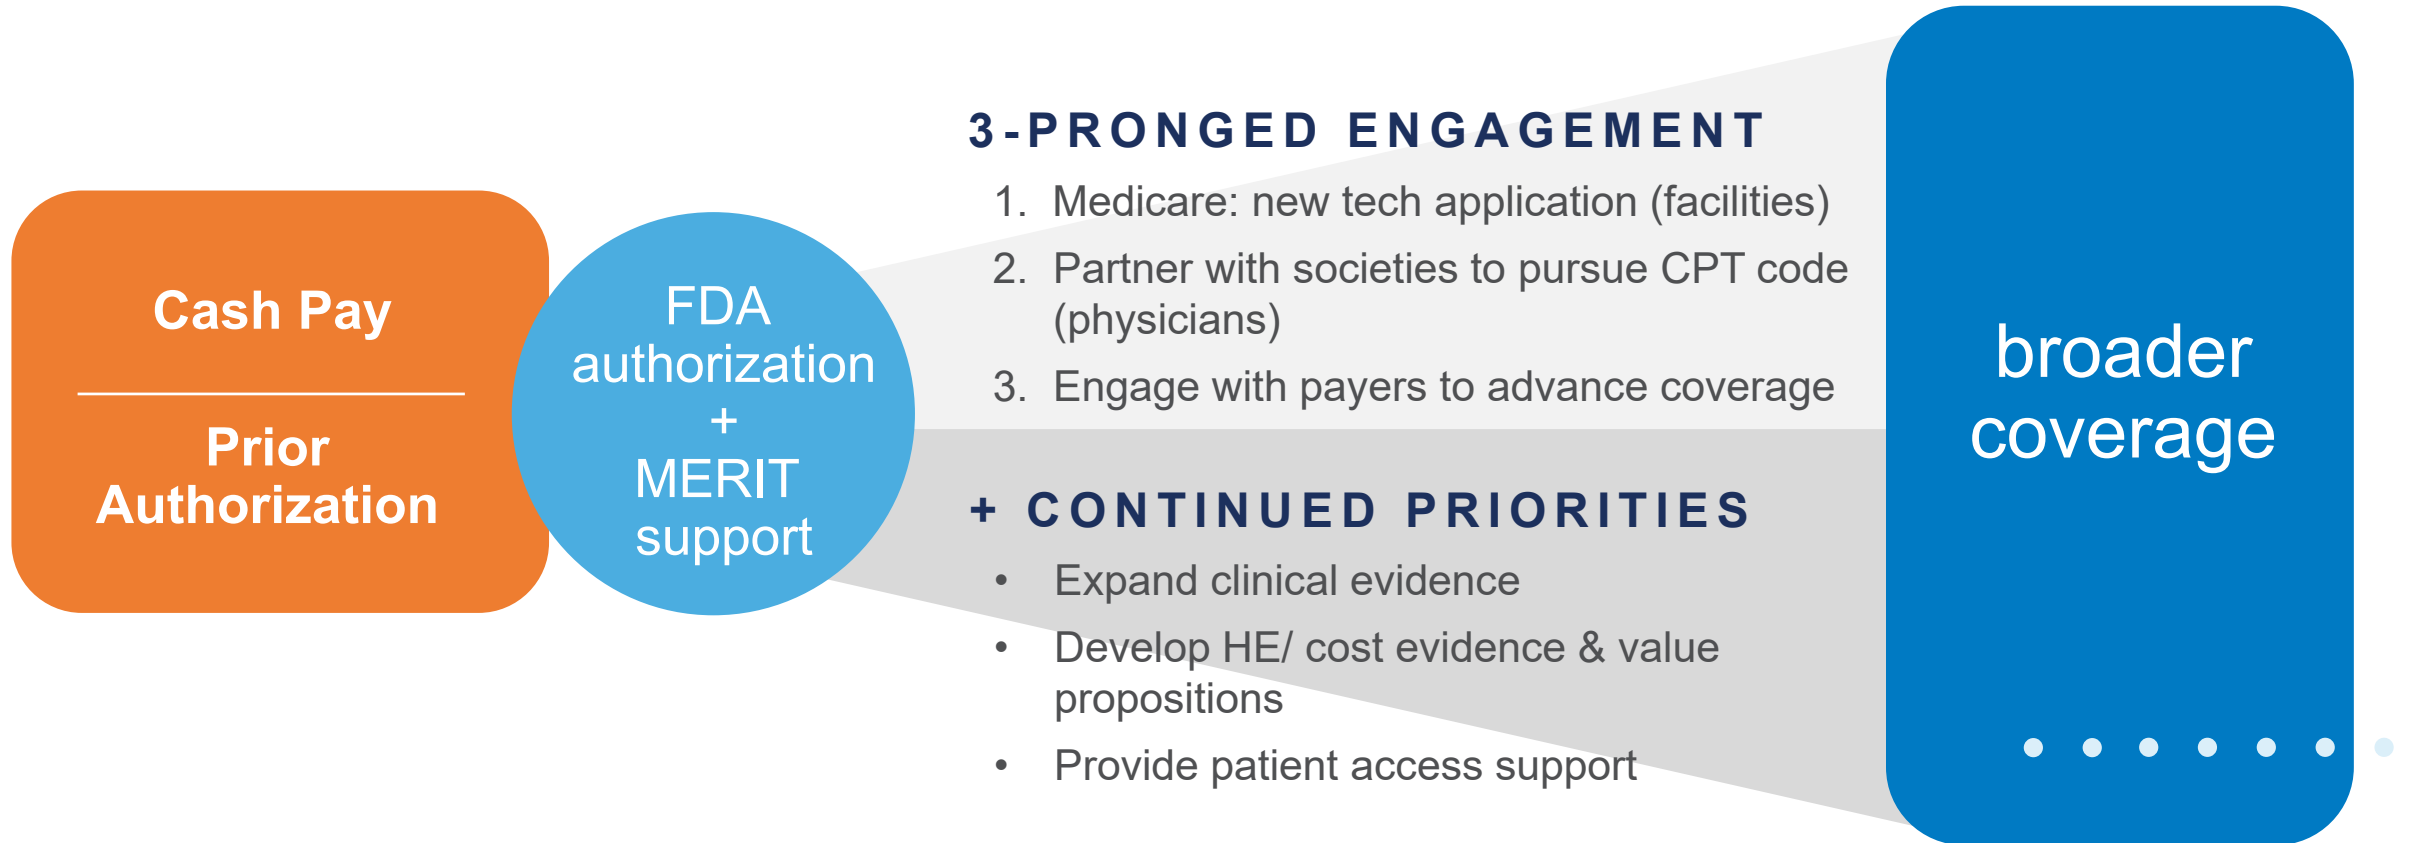 Cash Pay
Prior
Authorization
FDA
authorization
+
MERIT
support
3-PRONGED ENGAGEMENT
1. Medicare: new tech application (facilities)
2. Partner with societies to pursue CPT code
(physicians)
3. Engage with payers to advance coverage
+ CONTINUED PRIORITIES
• Expand clinical evidence
• Develop HE/ cost evidence & value
propositions
• Provide patient access support
broader
coverage